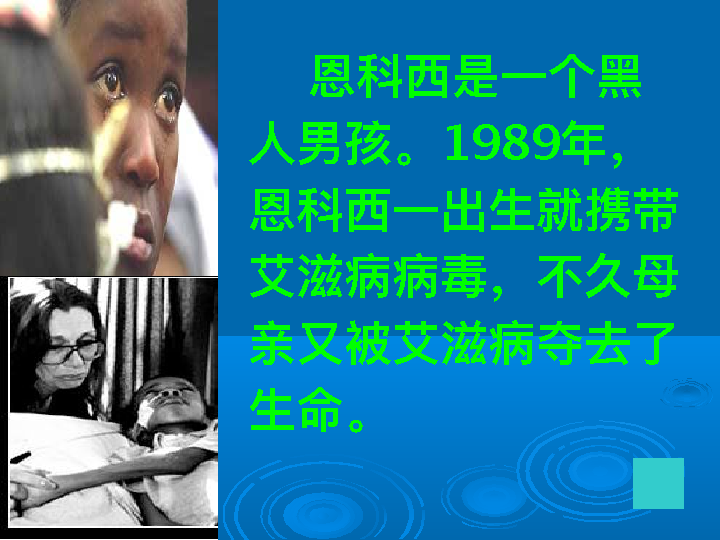 恩科西是一个黑
人男孩。1989年，
恩科西一出生就携带
艾滋病病毒，不久母
亲又被艾滋病夺去了
生命。